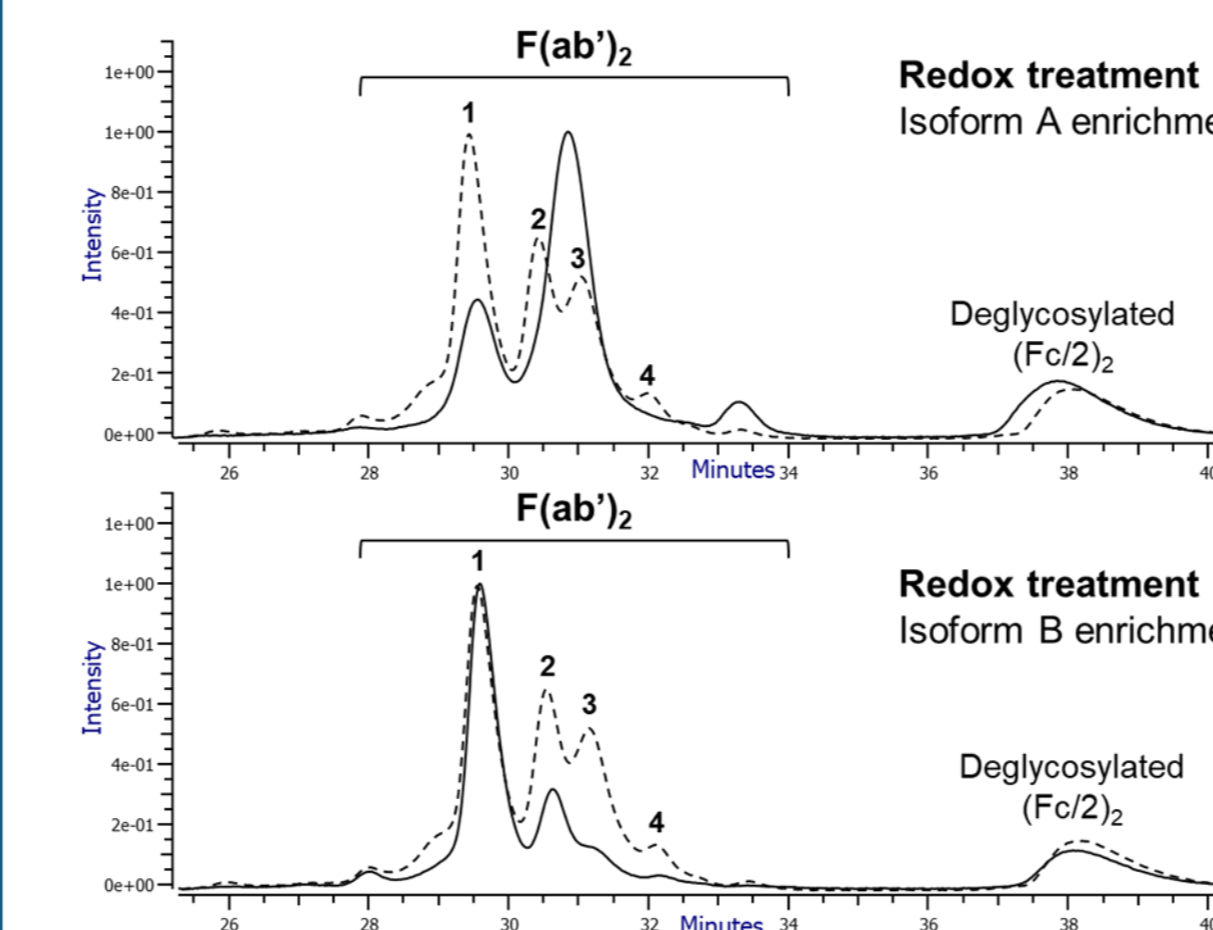 F(ab’)2
Redox treatment
Isoform A enrichme
1e+00
1e+00
8e-01
6e-01
4e-01
2e-01
0e+00
Intensity
1
2
3
4
Deglycosylated
(Fc/2)2
26
28
30
32
Minutes
34
36
38
40
F(ab’)2
Redox treatment
Isoform B enrichme
1e+00
1e+00
8e-01
6e-01
4e-01
2e-01
0e+00
Intensity
1
2
3
4
Deglycosylated
(Fc/2)2
26
28
30
32
Minutes
34
36
38
40